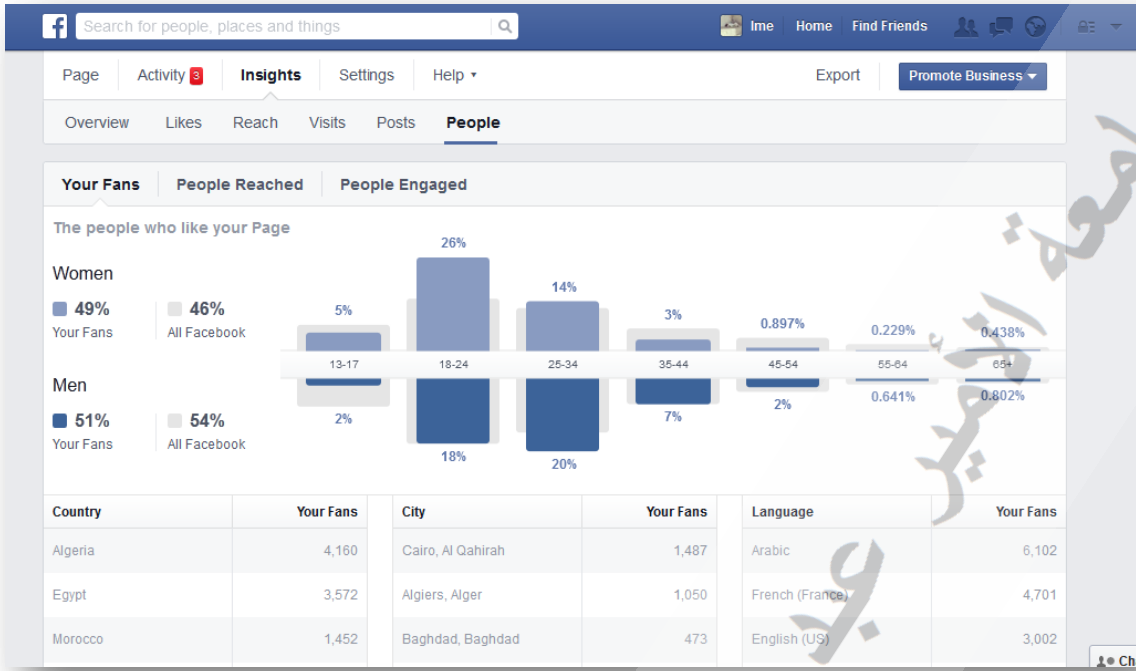 f Search for people, places and things Ime Home Find Friends
Page Activity 3 Insights Settings Help Export Promote Business
Overview Likes Reach Visits Posts People
Your Fans People Reached People Engaged
The people who like your Page
Women
49% 46%
Your Fans All Facebook
5% 26% 14% 3% 0.897% 0.229% 0.438%
13-17 18-24 25-34 35-44 45-54 55-64 65+
Men
51% 54%
Your Fans All Facebook
2% 18% 20% 7% 2% 0.641% 0.802%
Country Your Fans City Your Fans Language Your Fans
Algeria 4,160 Cairo, Al Qahirah 1,487 Arabic 6,102
Egypt 3,572 Algiers, Alger 1,050 French (France) 4,701
Morocco 1,452 Baghdad, Baghdad 473 English (US) 3,002